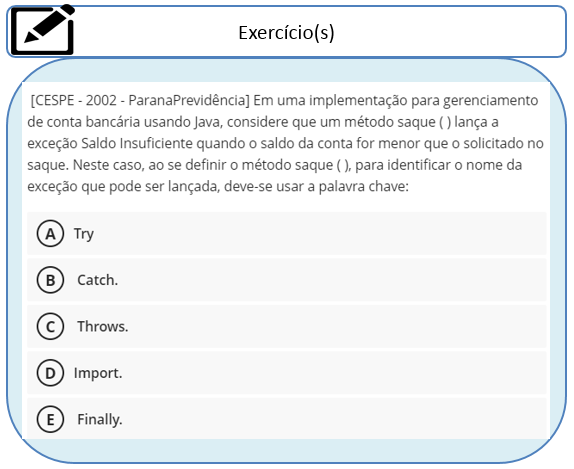 Exercício(s)
[CESPE - 2002 - ParanaPrevidência] Em uma implementação para gerenciamento
de conta bancária usando Java, considere que um método saque ( ) lança a
exceção Saldo Insuficiente quando o saldo da conta for menor que o solicitado no
saque. Neste caso, ao se definir o método saque ( ), para identificar o nome da
exceção que pode ser lançada, deve-se usar a palavra chave:
A Try
B Catch.
C Throws.
D Import.
E Finally.